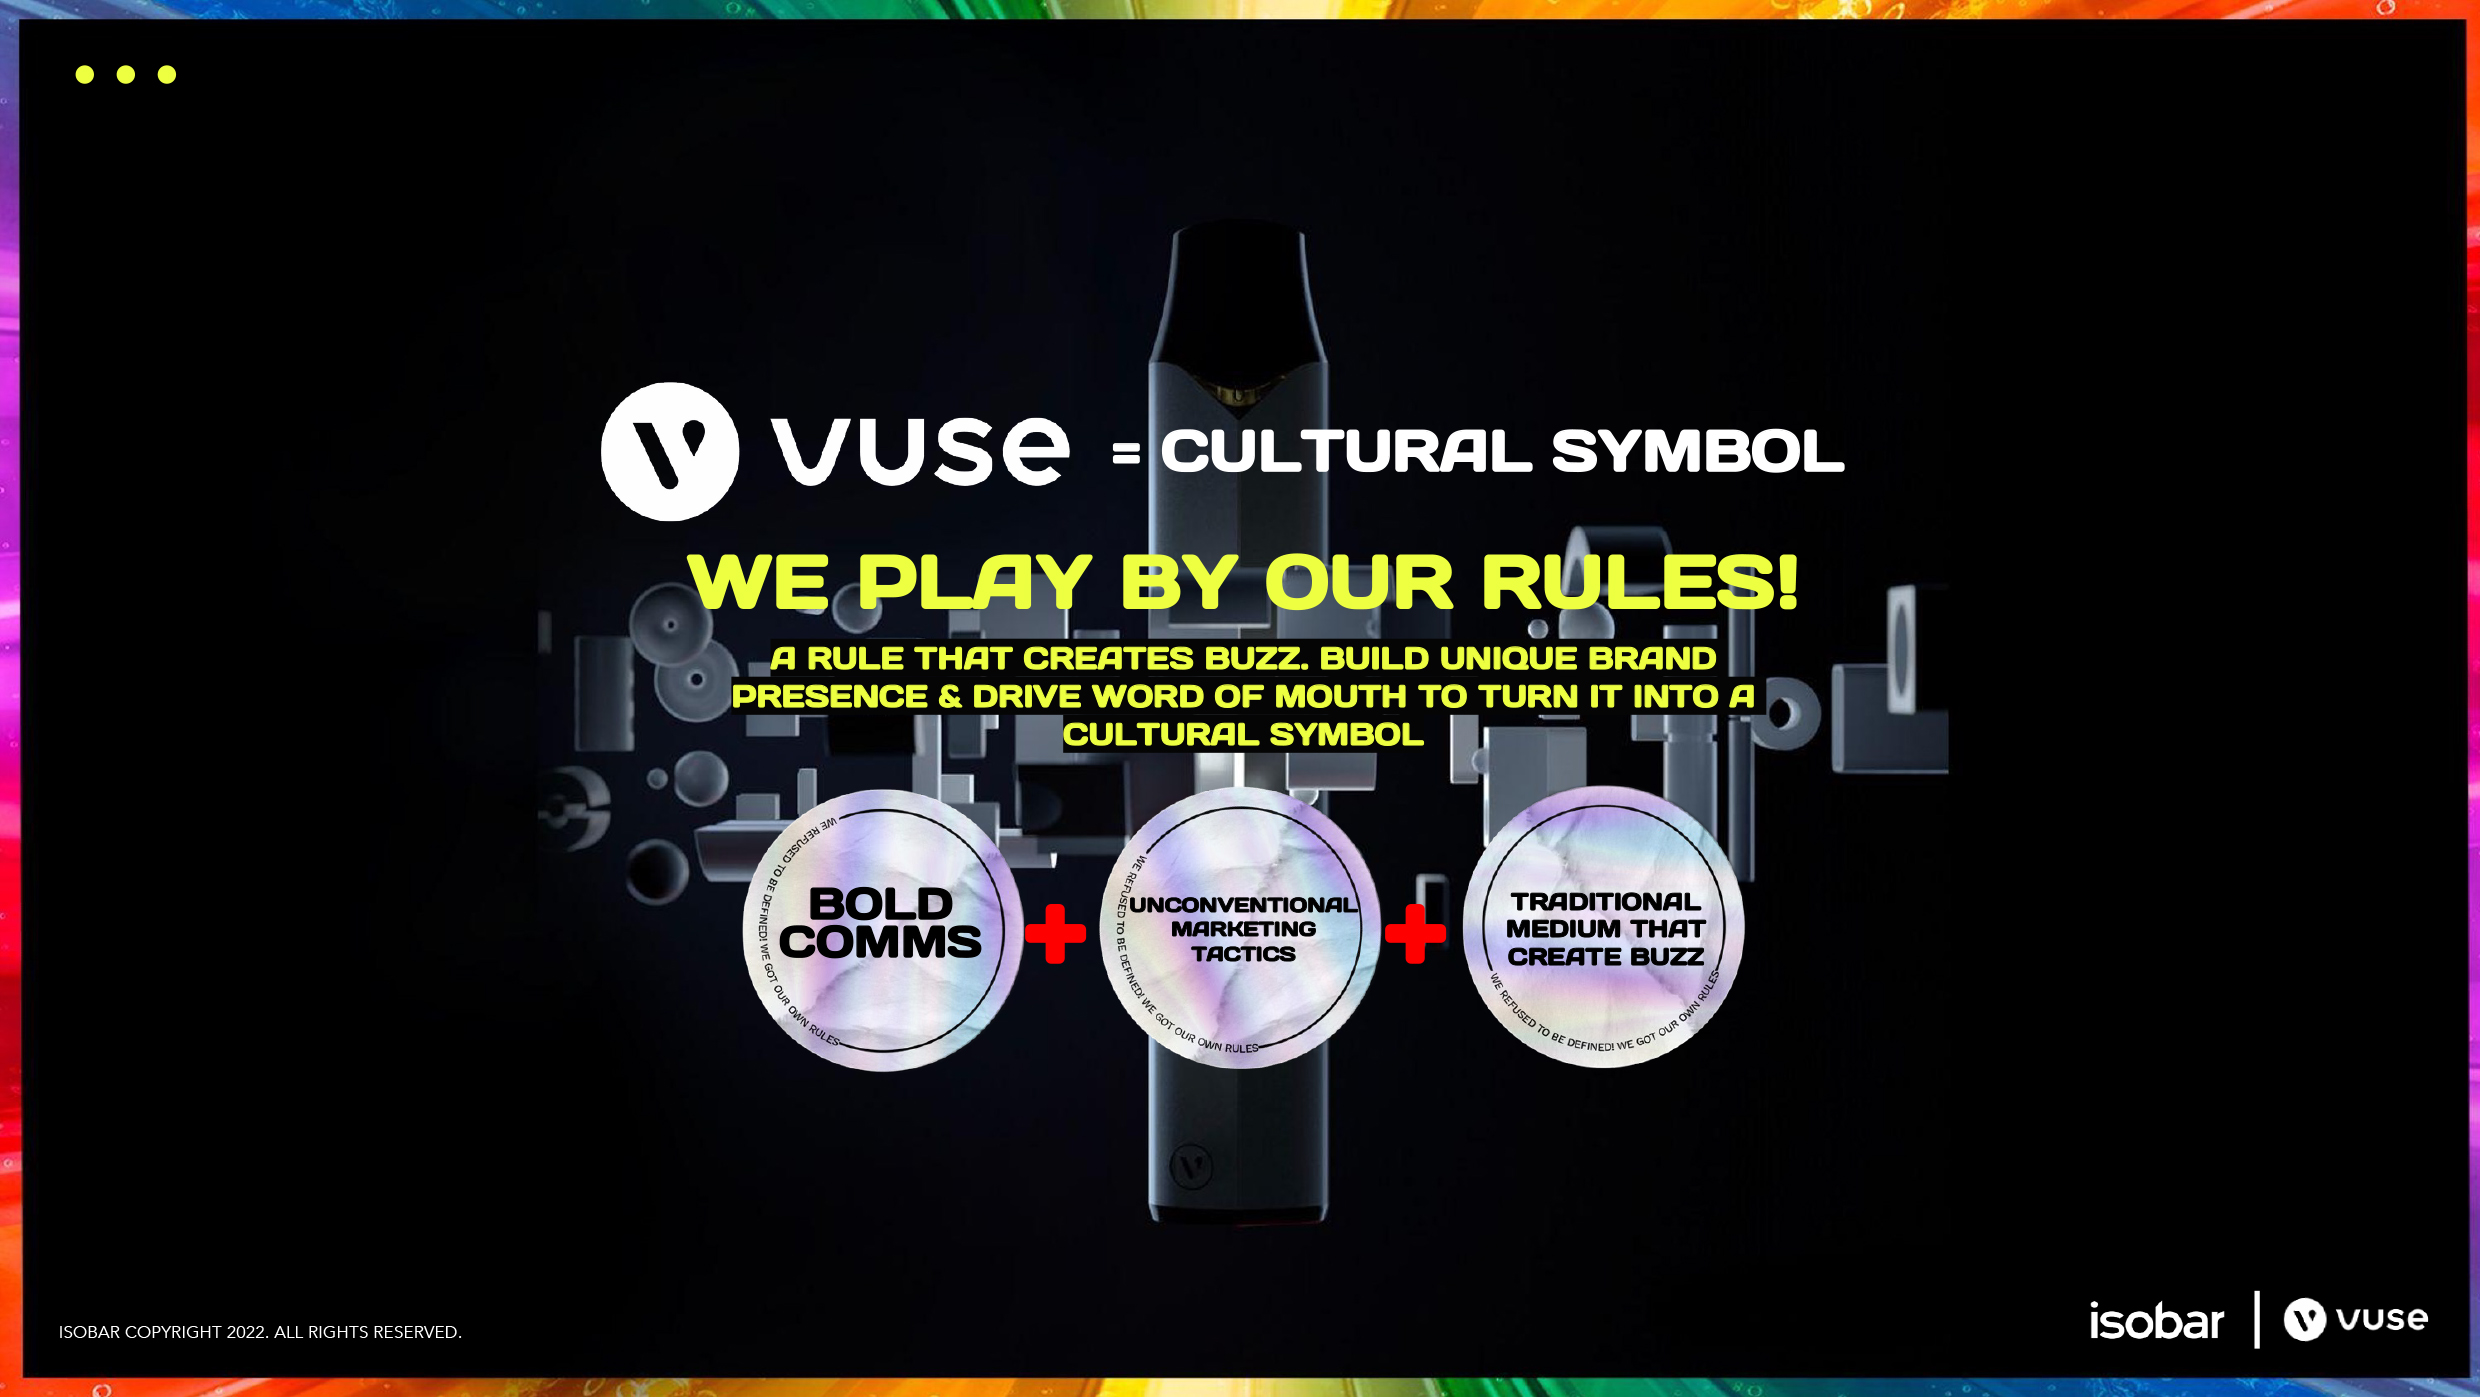 vuse = CULTURAL SYMBOL
WE PLAY BY OUR RULES!
A RULE THAT CREATES BUZZ. BUILD UNIQUE BRAND
PRESENCE & DRIVE WORD OF MOUTH TO TURN IT INTO A
CULTURAL SYMBOL
WE REFUSED TO BE DEFINED! WE GOT OUR OWN RULES
BOLD
COMMS
WE REFUSED TO BE DEFINED! WE GOT OUR OWN RULES
UNCONVENTIONAL
MARKETING
TACTICS
TRADITIONAL
MEDIUM THAT
CREATE BUZZ
WE REFUSED TO BE DEFINED! WE GOT OUR OWN RULES
ISOBAR COPYRIGHT 2022. ALL RIGHTS RESERVED.
isobar | vuse